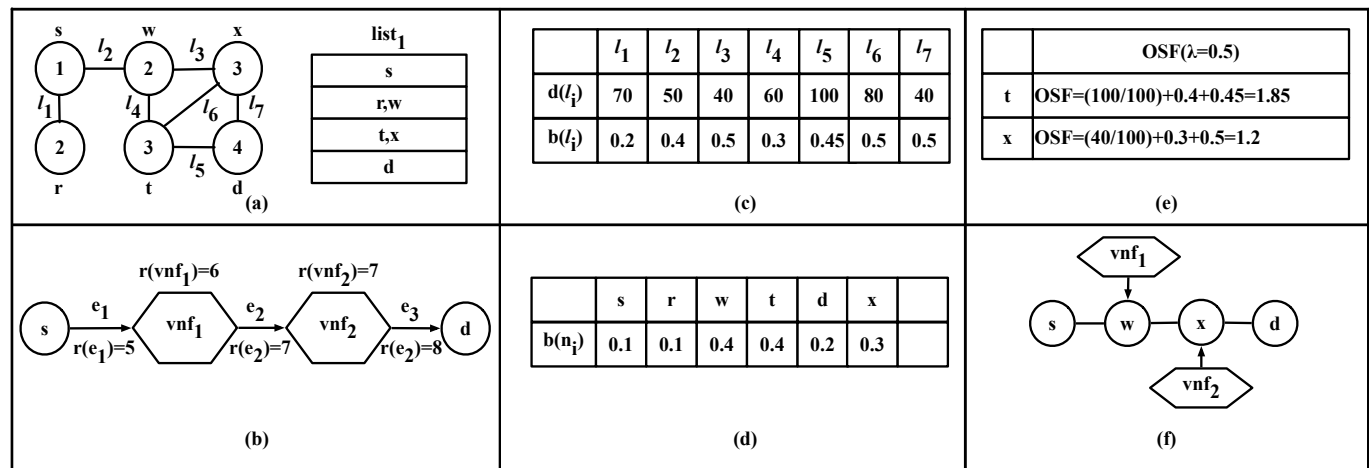 s w x list₁
l₂ l₃
1 2 3 s
l₁ l₄ l₆ l₇ r,w
2 3 4 t,x
l₅ d
r t d
(a)
l₁ l₂ l₃ l₄ l₅ l₆ l₇
d(lᵢ) 70 50 40 60 100 80 40
b(lᵢ) 0.2 0.4 0.5 0.3 0.45 0.5 0.5
(c)
OSF(λ=0.5)
t OSF=(100/100)+0.4+0.45=1.85
x OSF=(40/100)+0.3+0.5=1.2
(e)
r(vnf₁)=6 r(vnf₂)=7
e₁ e₂ e₃
s vnf₁ vnf₂ d
r(e₁)=5 r(e₂)=7 r(e₂)=8
(b)
s r w t d x
b(nᵢ) 0.1 0.1 0.4 0.4 0.2 0.3
(d)
vnf₁
s w x d
vnf₂
(f)